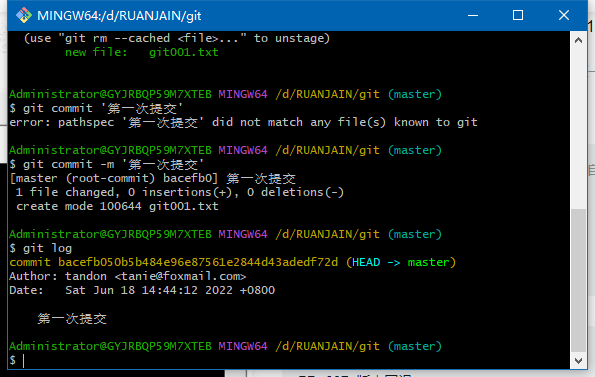 MINGW64:/d/RUANJAIN/git
(use "git rm --cached <file>..." to unstage)
new file:   git001.txt
Administrator@GYJRBQP59M7XTEB MINGW64 /d/RUANJAIN/git (master)
$ git commit '第一次提交'
error: pathspec '第一次提交' did not match any file(s) known to git
Administrator@GYJRBQP59M7XTEB MINGW64 /d/RUANJAIN/git (master)
$ git commit -m '第一次提交'
[master (root-commit) bacefb0] 第一次提交
1 file changed, 0 insertions(+), 0 deletions(-)
create mode 100644 git001.txt
Administrator@GYJRBQP59M7XTEB MINGW64 /d/RUANJAIN/git (master)
$ git log
commit bacefb050b5b484e96e87561e2844d43adedf72d (HEAD -> master)
Author: tandon <tanie@foxmail.com>
Date:   Sat Jun 18 14:44:12 2022 +0800
第一次提交
Administrator@GYJRBQP59M7XTEB MINGW64 /d/RUANJAIN/git (master)
$